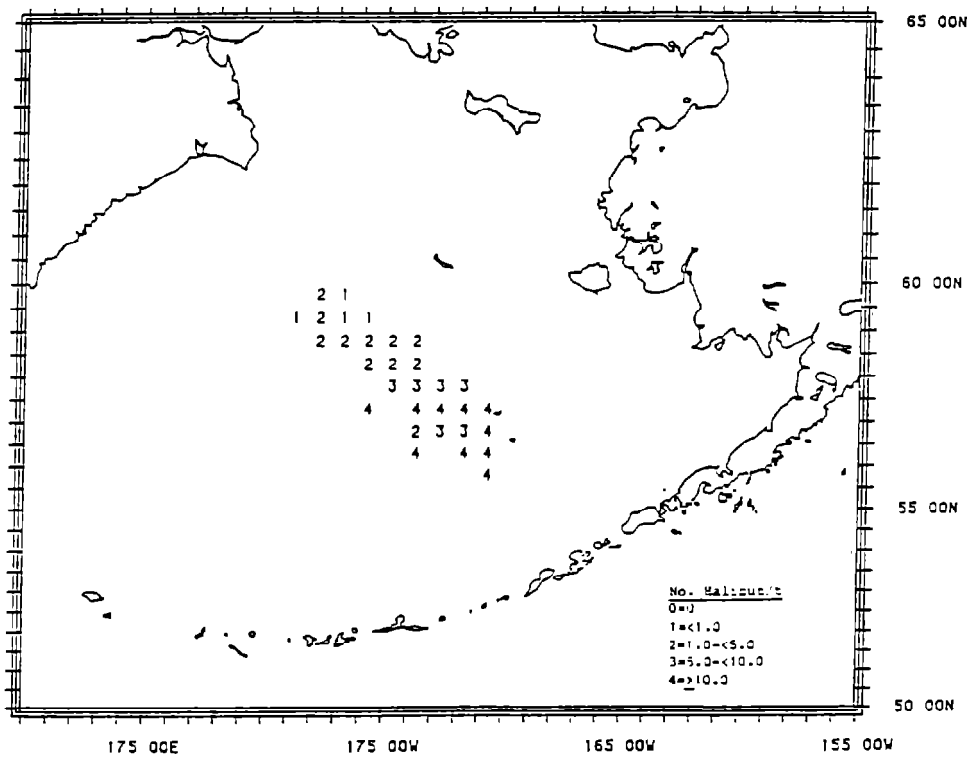 65 00N
60 00N
2 1
1 2 1 1
2 2 2 2 2
2 2 2
3 3 3 3
4 4 4 4 4 4
2 3 3 4
4 4 4
4
55 00N
No. Halibut/t
0=0
1=<1.0
2=1.0-<5.0
3=5.0-<10.0
4=≥10.0
50 00N
175 00E 175 00W 165 00W 155 00W